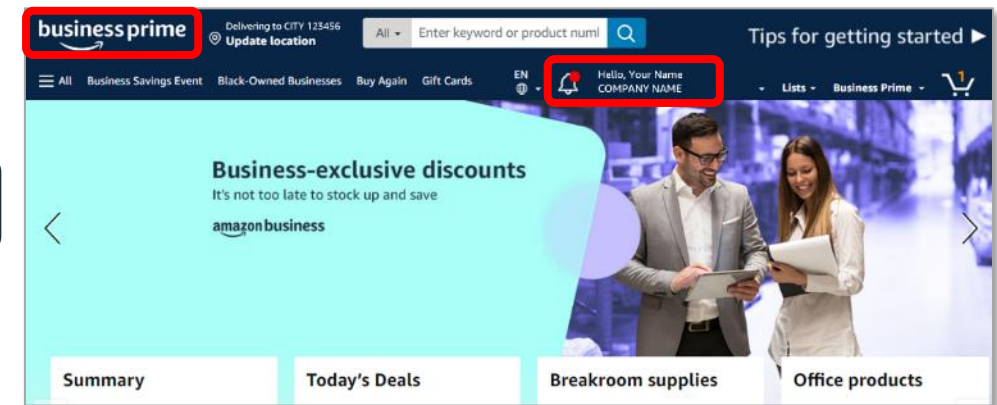 business prime
Delivering to CITY 123456
Update location
All
Enter keyword or product numl
Tips for getting started ▶
All
Business Savings Event
Black-Owned Businesses
Buy Again
Gift Cards
EN
Hello, Your Name
COMPANY NAME
Lists
Business Prime
1
Business-exclusive discounts
It's not too late to stock up and save
amazon business
Summary
Today's Deals
Breakroom supplies
Office products